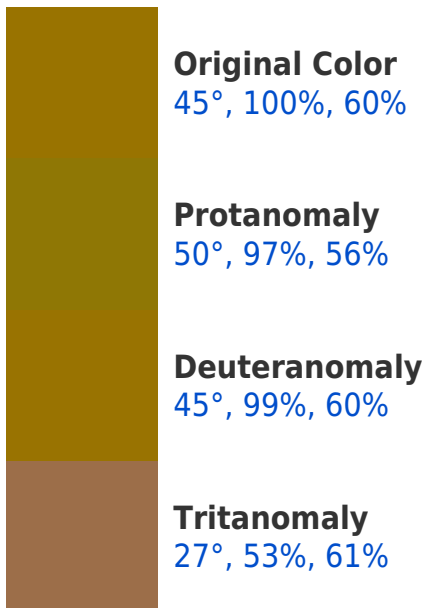 Original Color
45°, 100%, 60%
Protanomaly
50°, 97%, 56%
Deuteranomaly
45°, 99%, 60%
Tritanomaly
27°, 53%, 61%